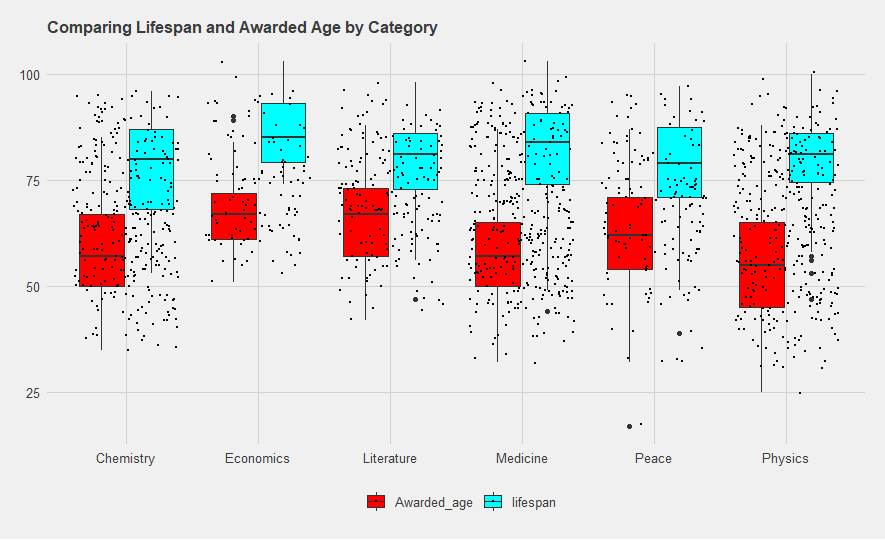 Comparing Lifespan and Awarded Age by Category
100
75
50
25
Chemistry Economics Literature Medicine Peace Physics
Awarded_age lifespan